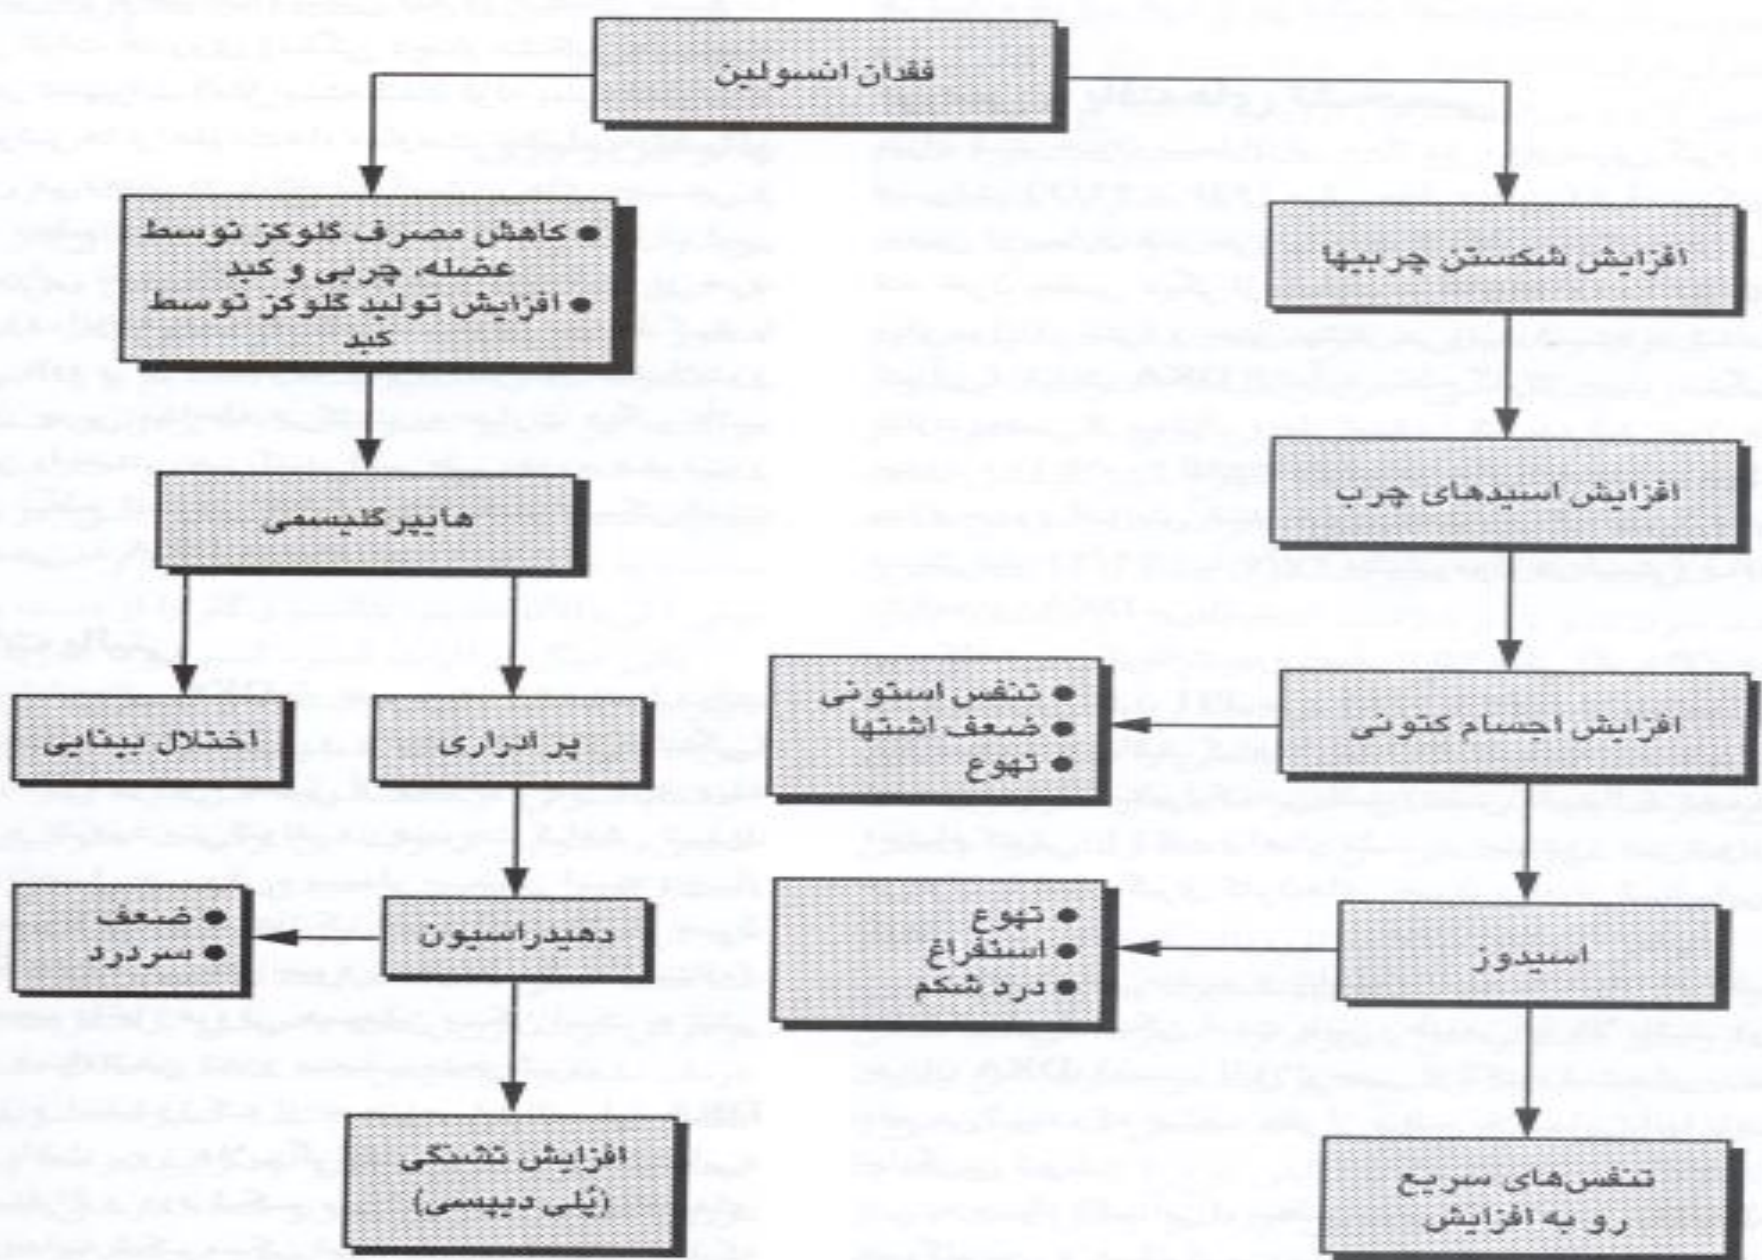 فقدان انسولین
● کاهش مصرف گلوکز توسط
عضله، چربی و کبد
● افزایش تولید گلوکز توسط
کبد
هایپرگلیسمی
اختلال بینایی
پر ادراری
دهیدراسیون
● ضعف
● سردرد
افزایش تشنگی
(پُلی دیپسی)
افزایش شکستن چربیها
افزایش اسیدهای چرب
افزایش اجسام کتونی
● تنفس استونی
● ضعف اشتها
● تهوع
اسیدوز
● تهوع
● استفراغ
● درد شکم
تنفس‌های سریع
رو به افزایش